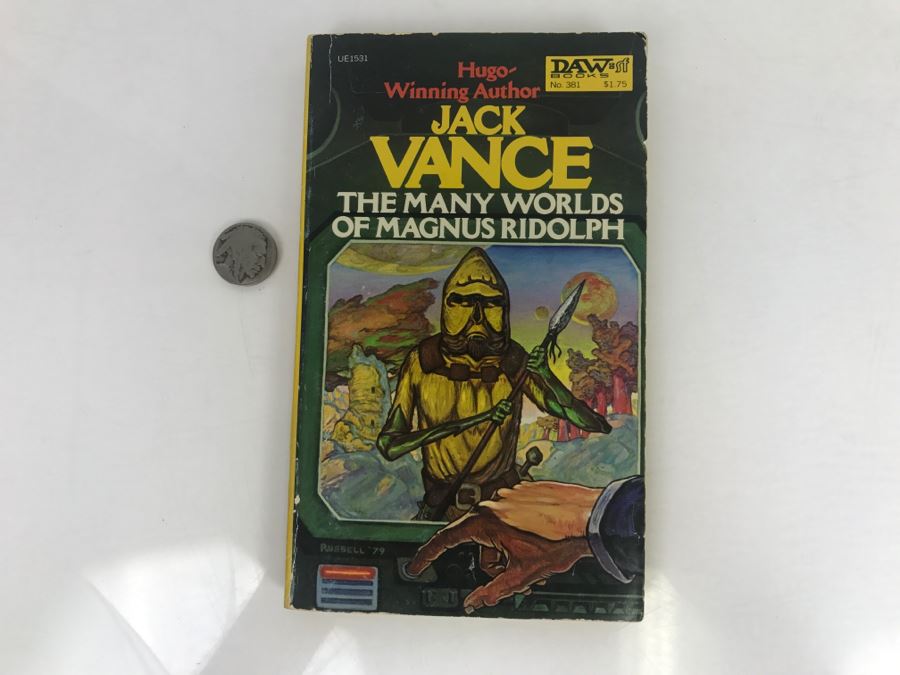 UE1531
Hugo-
Winning Author
DAW sf
BOOKS
No. 381 $1.75
JACK
VANCE
THE MANY WORLDS
OF MAGNUS RIDOLPH
RUSSELL '79